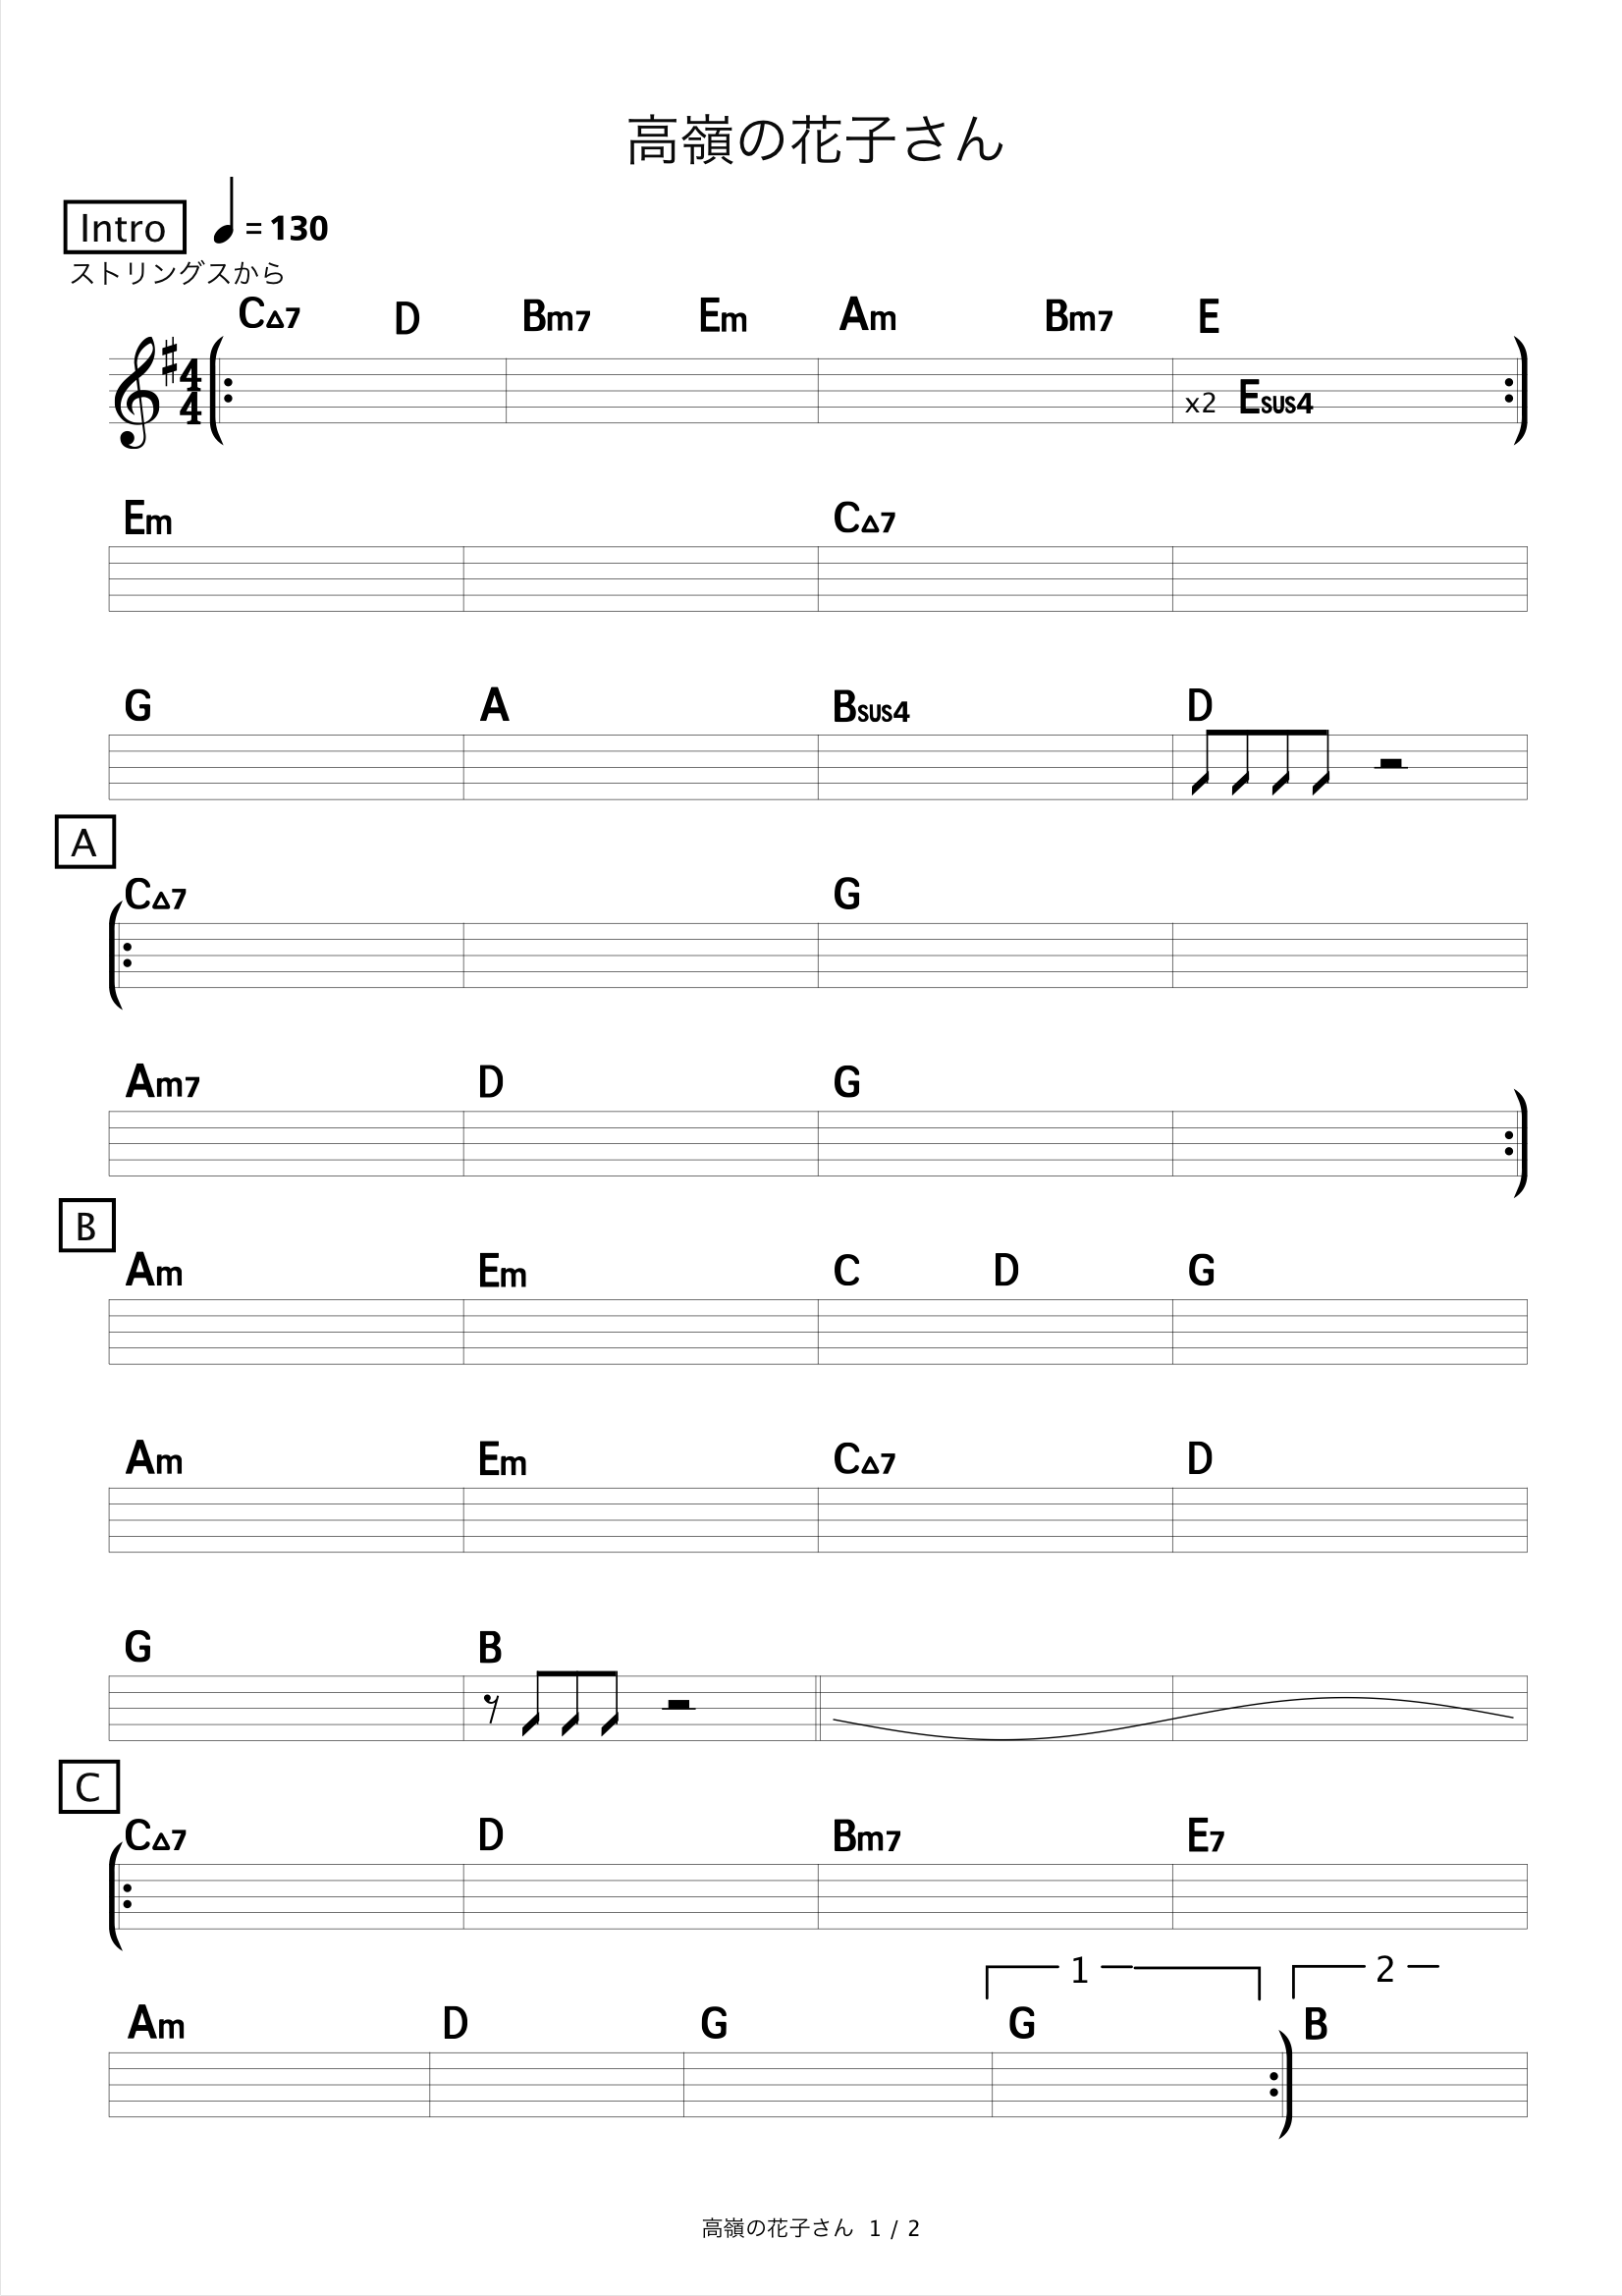 高嶺の花子さん
Intro ♩= 130
ストリングスから
C△7 D Bm7 Em Am Bm7 E
4
4
x2 Esus4
Em C△7
G A Bsus4 D
A
C△7 G
Am7 D G
B
Am Em C D G
Am Em C△7 D
G B
C
C△7 D Bm7 E7
1 2
Am D G G B
高嶺の花子さん 1 / 2